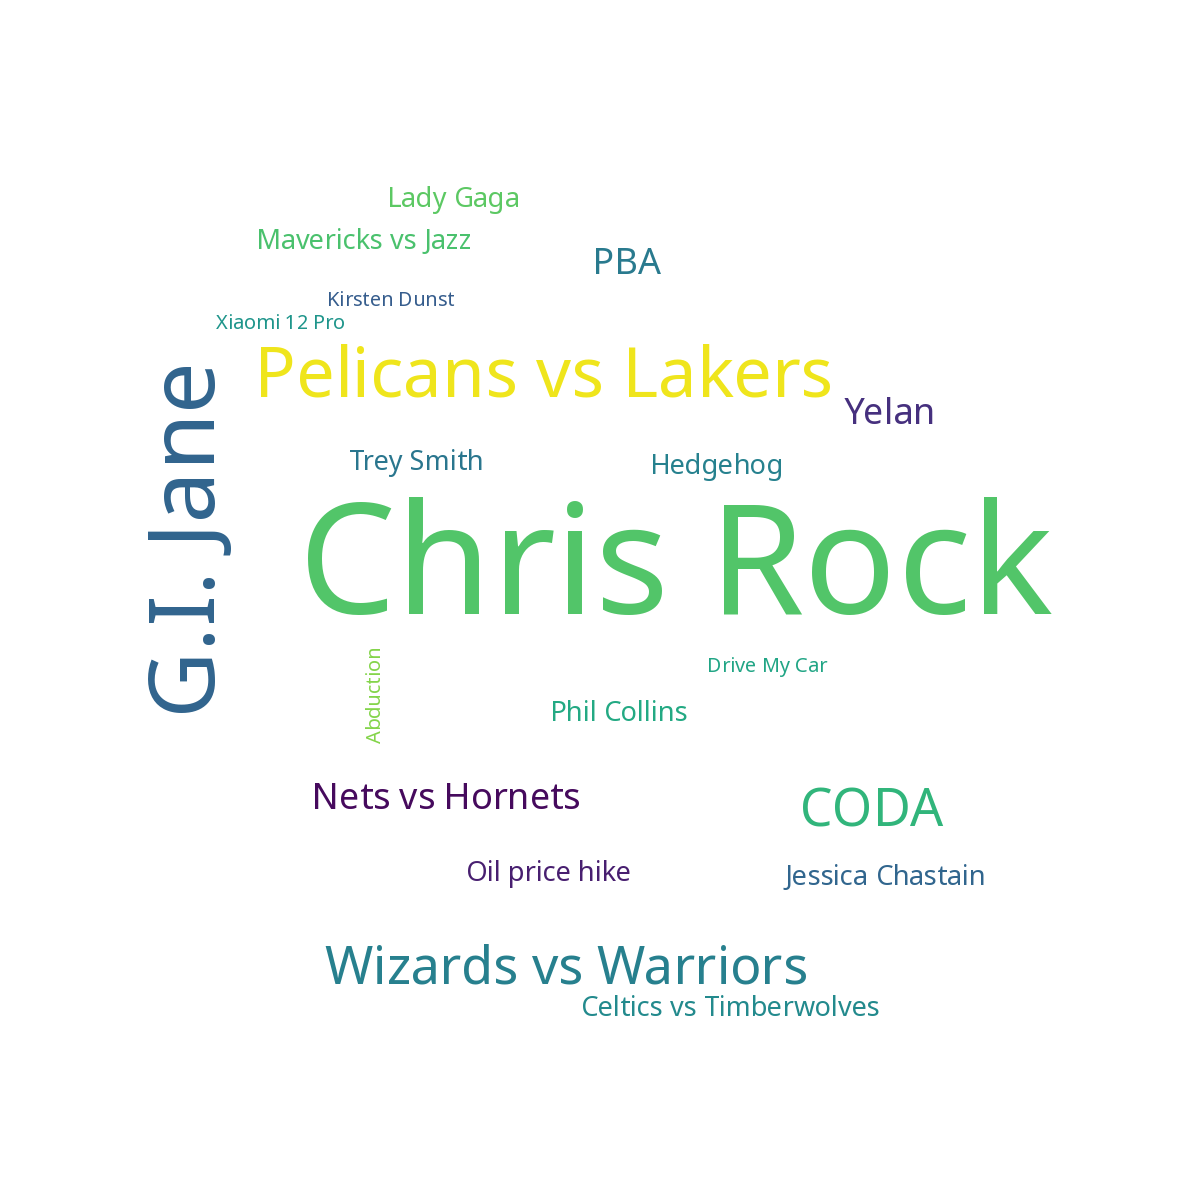 Lady Gaga
Mavericks vs Jazz
PBA
Kirsten Dunst
Xiaomi 12 Pro
Pelicans vs Lakers
G.I. Jane
Yelan
Trey Smith
Hedgehog
Chris Rock
Abduction
Drive My Car
Phil Collins
Nets vs Hornets
CODA
Oil price hike
Jessica Chastain
Wizards vs Warriors
Celtics vs Timberwolves